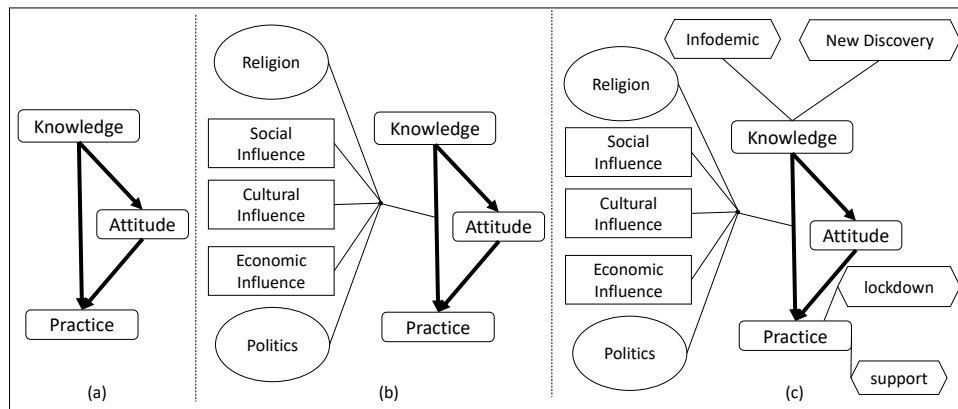 Knowledge
Attitude
Practice
(a)
Religion
Social
Influence
Cultural
Influence
Economic
Influence
Politics
Knowledge
Attitude
Practice
(b)
Infodemic
New Discovery
Religion
Social
Influence
Cultural
Influence
Economic
Influence
Politics
Knowledge
Attitude
lockdown
Practice
support
(c)